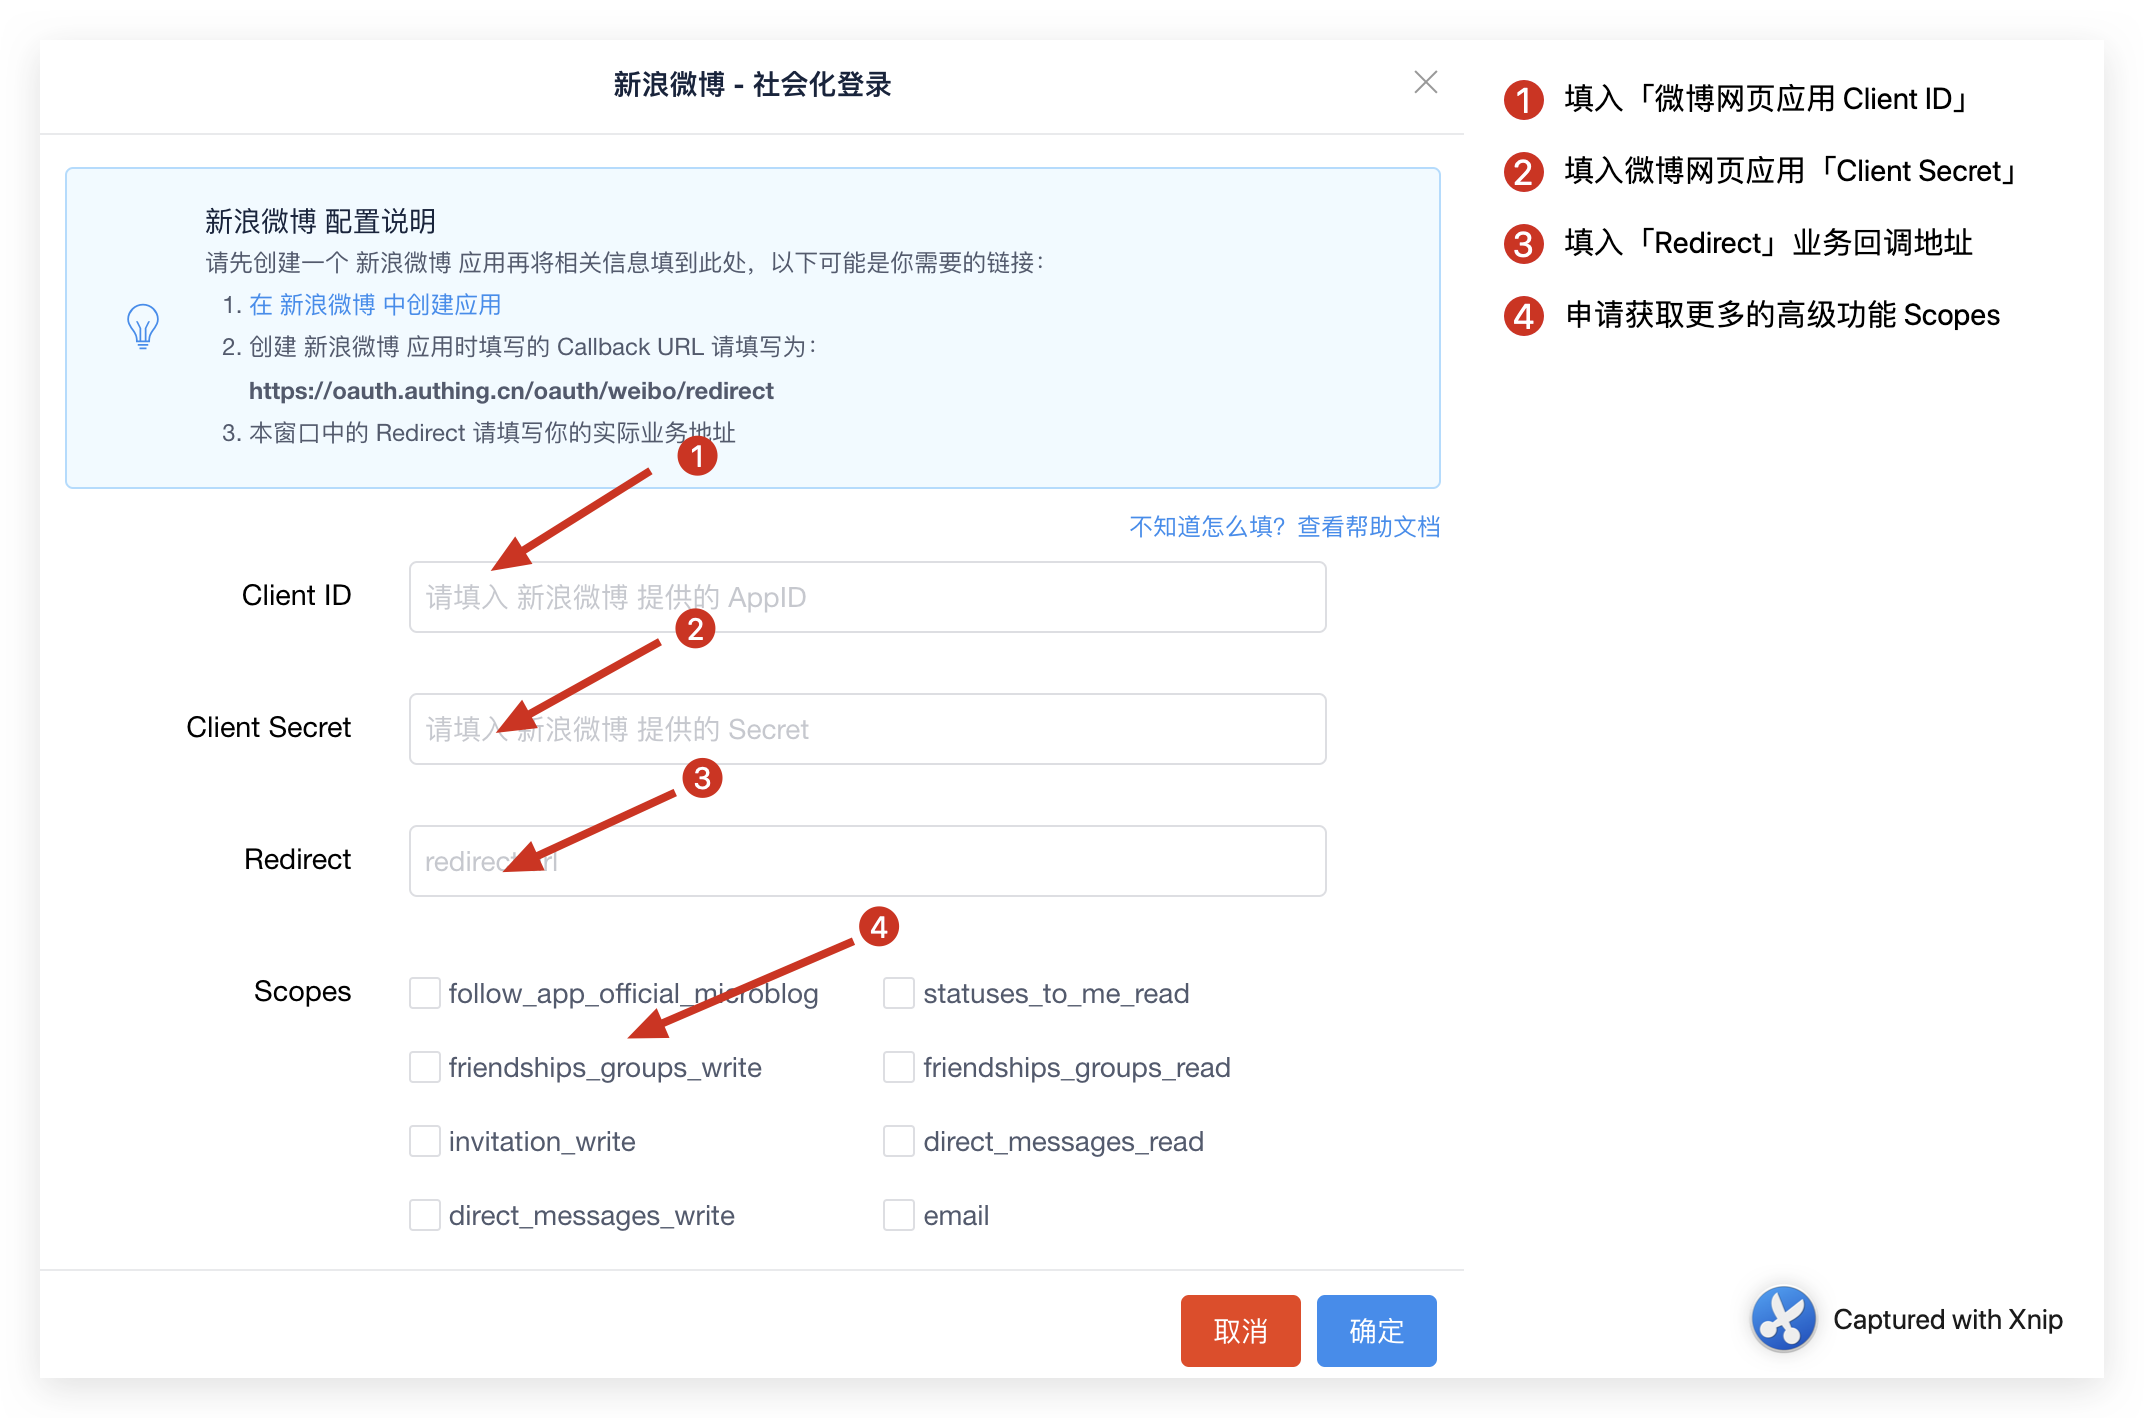 新浪微博 - 社会化登录
新浪微博 配置说明
请先创建一个 新浪微博 应用再将相关信息填到此处，以下可能是你需要的链接：
1. 在 新浪微博 中创建应用
2. 创建 新浪微博 应用时填写的 Callback URL 请填写为：
https://oauth.authing.cn/oauth/weibo/redirect
3. 本窗口中的 Redirect 请填写你的实际业务地址
1
不知道怎么填？查看帮助文档
Client ID
请填入 新浪微博 提供的 AppID
2
Client Secret
请填入 新浪微博 提供的 Secret
3
Redirect
redirect url
4
Scopes
follow_app_official_microblog
statuses_to_me_read
friendships_groups_write
friendships_groups_read
invitation_write
direct_messages_read
direct_messages_write
email
取消
确定
1 填入「微博网页应用 Client ID」
2 填入微博网页应用「Client Secret」
3 填入「Redirect」业务回调地址
4 申请获取更多的高级功能 Scopes
Captured with Xnip